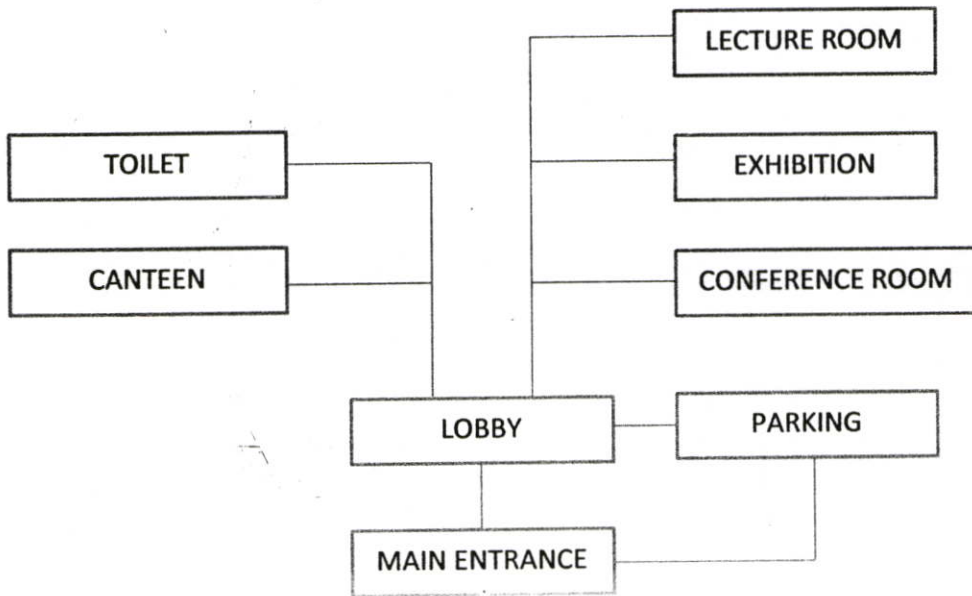 LECTURE ROOM
TOILET
EXHIBITION
CANTEEN
CONFERENCE ROOM
LOBBY
PARKING
MAIN ENTRANCE